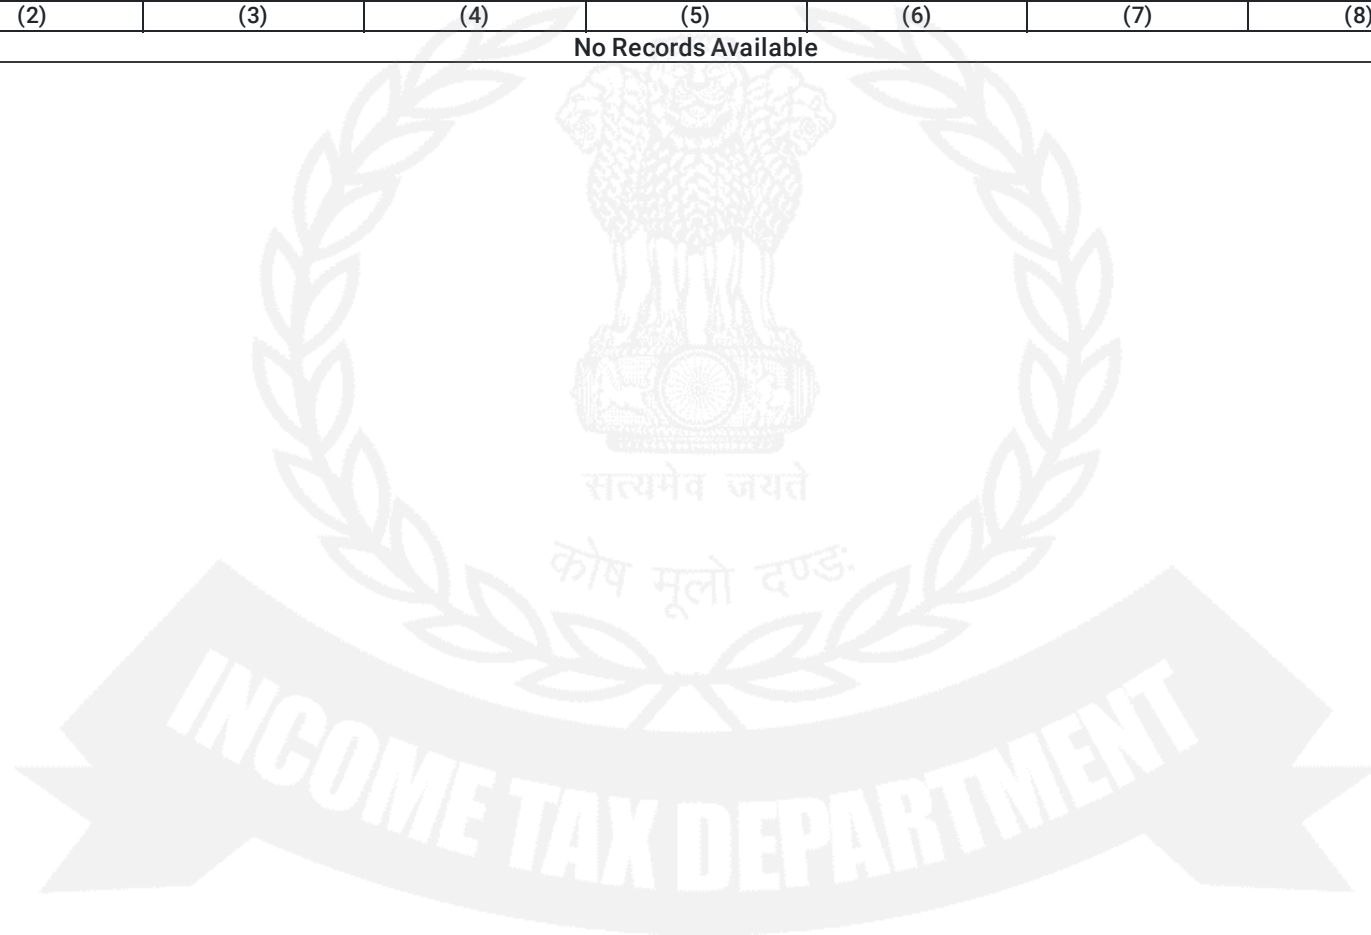 (2) (3) (4) (5) (6) (7) (8)
No Records Available
सत्यमेव जयते
कोष मूलो दण्डः
INCOME TAX DEPARTMENT